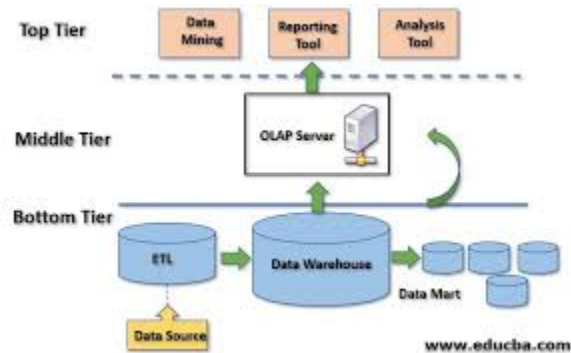 Top Tier
Data
Mining
Reporting
Tool
Analysis
Tool
Middle Tier
OLAP Server
Bottom Tier
ETL
Data Warehouse
Data Mart
Data Source
www.educba.com